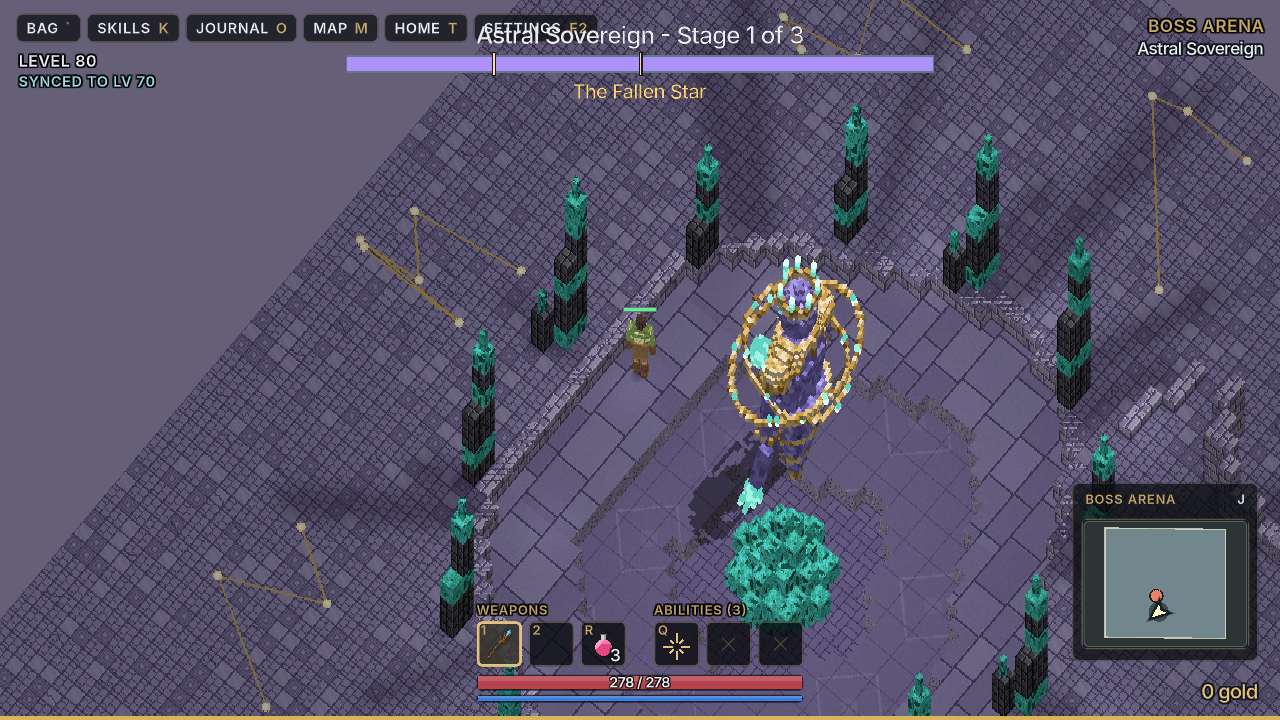 BAG `
SKILLS K
JOURNAL O
MAP M
HOME T
SETTINGS F2
Astral Sovereign - Stage 1 of 3
The Fallen Star
LEVEL 80
SYNCED TO LV 70
BOSS ARENA
Astral Sovereign
BOSS ARENA J
WEAPONS
ABILITIES (3)
1
2
R
3
Q
278 / 278
0 gold